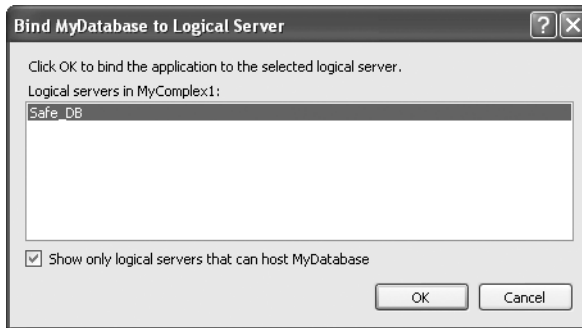 Bind MyDatabase to Logical Server
Click OK to bind the application to the selected logical server.
Logical servers in MyComplex1:
Safe_DB
Show only logical servers that can host MyDatabase
OK Cancel